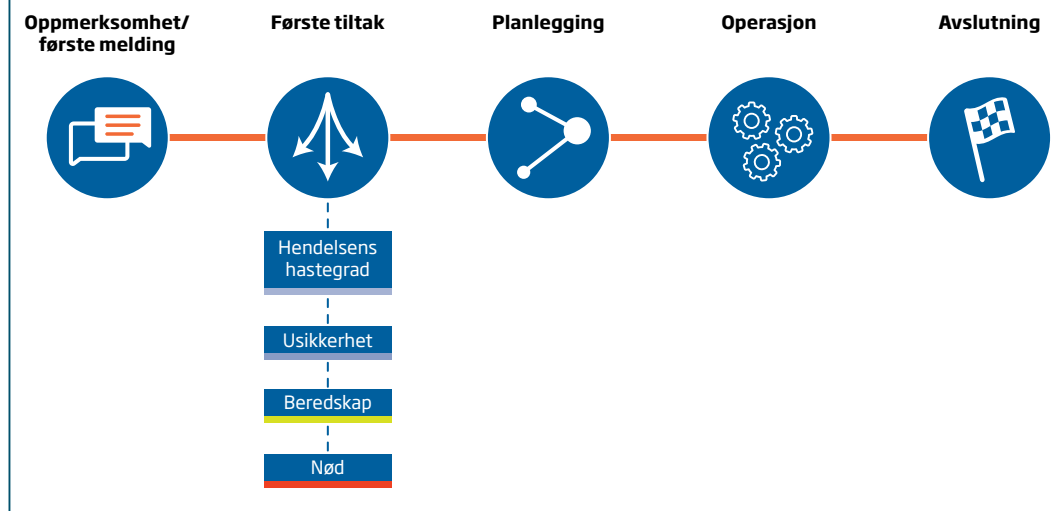 Oppmerksomhet/
første melding
Første tiltak
Planlegging
Operasjon
Avslutning
Hendelsens
hastegrad
Usikkerhet
Beredskap
Nød